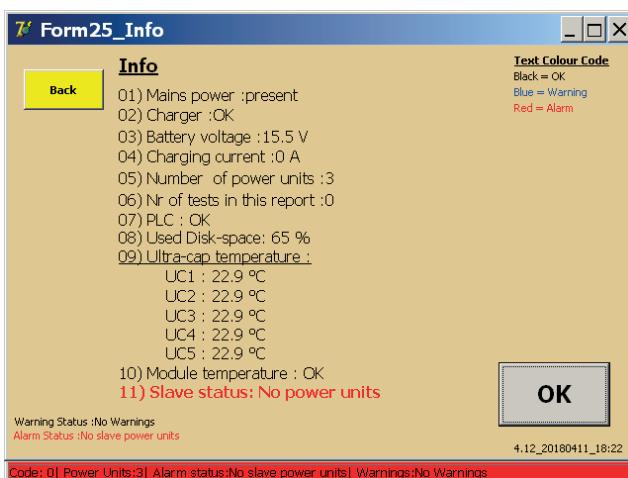 Form25_Info
Back
Info
01) Mains power :present
02) Charger :OK
03) Battery voltage :15.5 V
04) Charging current :0 A
05) Number of power units :3
06) Nr of tests in this report :0
07) PLC : OK
08) Used Disk-space: 65 %
09) Ultra-cap temperature :
UC1 : 22.9 ºC
UC2 : 22.9 ºC
UC3 : 22.9 ºC
UC4 : 22.9 ºC
UC5 : 22.9 ºC
10) Module temperature : OK
11) Slave status: No power units
Text Colour Code
Black = OK
Blue = Warning
Red = Alarm
OK
Warning Status :No Warnings
Alarm Status :No slave power units
4.12_20180411_18:22
Code: 0| Power Units:3| Alarm status:No slave power units| Warnings:No Warnings